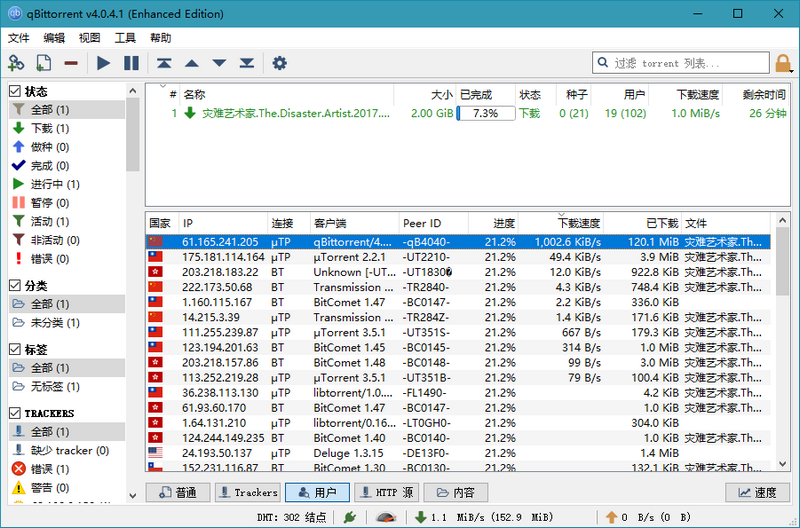 qBittorrent v4.0.4.1 (Enhanced Edition)
文件 编辑 视图 工具 帮助
过滤 torrent 列表...
状态
全部 (1)
下载 (1)
做种 (0)
完成 (0)
进行中 (1)
暂停 (0)
活动 (1)
非活动 (0)
错误 (0)
分类
全部 (1)
未分类 (1)
标签
全部 (1)
无标签 (1)
TRACKERS
全部 (1)
缺少 tracker (0)
错误 (1)
警告 (0)
# 名称 大小 已完成 状态 种子 用户 下载速度 剩余时间
1 灾难艺术家.The.Disaster.Artist.2017.... 2.00 GiB 7.3% 下载 0 (21) 19 (102) 1.0 MiB/s 26 分钟
国家 IP 连接 客户端 Peer ID 进度 下载速度 已下载 文件
61.165.241.205 μTP qBittorrent/4.... -qB4040- 21.2% 1,002.6 KiB/s 120.1 MiB 灾难艺术家.Th...
175.181.114.164 μTP μTorrent 2.2.1 -UT2210- 21.2% 49.4 KiB/s 3.9 MiB 灾难艺术家.Th...
203.218.183.22 BT Unknown [-UT... -UT1830� 21.2% 12.0 KiB/s 922.8 KiB 灾难艺术家.Th...
222.173.50.68 BT Transmission ... -TR2840- 21.2% 4.3 KiB/s 748.4 KiB 灾难艺术家.Th...
1.160.115.167 BT BitComet 1.47 -BC0147- 21.2% 2.2 KiB/s 336.0 KiB
14.215.3.39 μTP Transmission ... -TR284Z- 21.2% 1.4 KiB/s 171.6 KiB 灾难艺术家.Th...
111.255.239.87 μTP μTorrent 3.5.1 -UT351S- 21.2% 667 B/s 179.3 KiB 灾难艺术家.Th...
123.194.201.63 BT BitComet 1.45 -BC0145- 21.2% 314 B/s 1.0 MiB 灾难艺术家.Th...
203.218.157.86 BT BitComet 1.48 -BC0148- 21.2% 99 B/s 3.0 MiB 灾难艺术家.Th...
113.252.219.28 μTP μTorrent 3.5.1 -UT351B- 21.2% 79 B/s 100.4 KiB 灾难艺术家.Th...
36.238.113.130 μTP libtorrent/1.0.... -FL1490- 21.2% 4.2 KiB 灾难艺术家.Th...
61.93.60.170 BT BitComet 1.47 -BC0147- 21.2% 1.0 KiB 灾难艺术家.Th...
1.64.131.210 μTP libtorrent/0.16.... -LT0GH0- 21.2% 304.0 KiB
124.244.149.235 BT BitComet 1.40 -BC0140- 21.2% 1.0 KiB 灾难艺术家.Th...
24.193.50.137 μTP Deluge 1.3.15 -DE13F0- 21.2% 1.4 MiB
152.231.116.87 BT BitComet 1.30 -BC0130- 21.2% 132.1 KiB 灾难艺术家.Th...
普通 Trackers 用户 HTTP 源 内容 速度
DHT: 302 结点 1.1 MiB/s (152.9 MiB) 0 B/s (0 B)